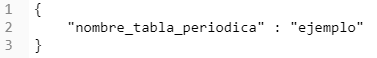 1 {
2     "nombre_tabla_periodica" : "ejemplo"
3 }